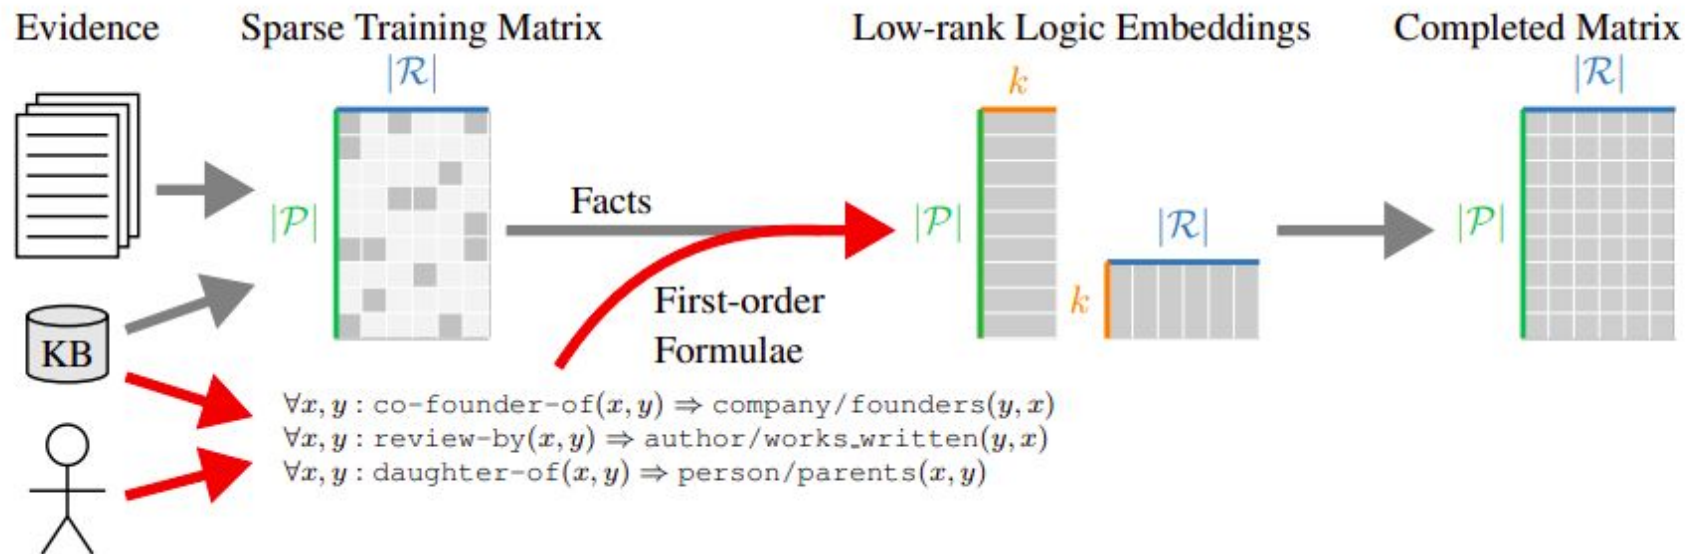 Evidence
Sparse Training Matrix
Low-rank Logic Embeddings
Completed Matrix
|ℛ|
k
|ℛ|
Facts
|𝒫|
|𝒫|
|ℛ|
|𝒫|
k
First-order
Formulae
KB
∀x, y : co-founder-of(x, y) ⇒ company/founders(y, x)
∀x, y : review-by(x, y) ⇒ author/works_written(y, x)
∀x, y : daughter-of(x, y) ⇒ person/parents(x, y)